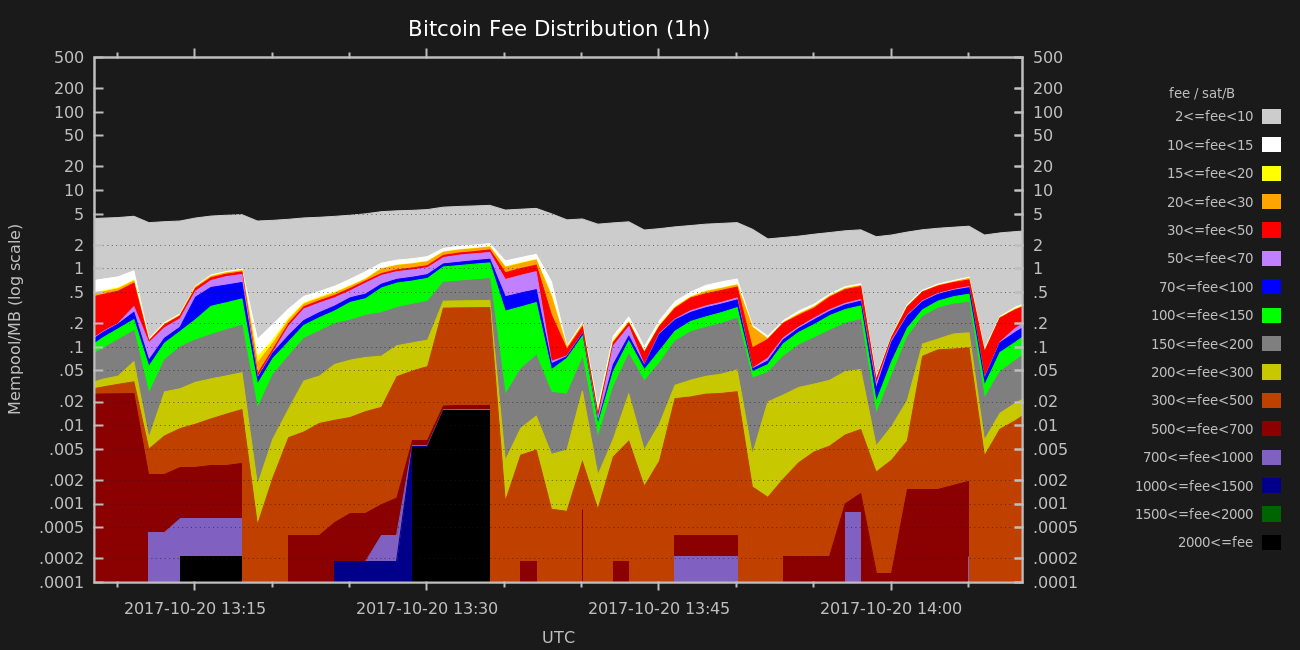 Bitcoin Fee Distribution (1h)
500
200
100
50
20
10
5
2
1
.5
.2
.1
.05
.02
.01
.005
.002
.001
.0005
.0002
.0001
Mempool/MB (log scale)
500
200
100
50
20
10
5
2
1
.5
.2
.1
.05
.02
.01
.005
.002
.001
.0005
.0002
.0001
2017-10-20 13:15
2017-10-20 13:30
2017-10-20 13:45
2017-10-20 14:00
UTC
fee / sat/B
2<=fee<10
10<=fee<15
15<=fee<20
20<=fee<30
30<=fee<50
50<=fee<70
70<=fee<100
100<=fee<150
150<=fee<200
200<=fee<300
300<=fee<500
500<=fee<700
700<=fee<1000
1000<=fee<1500
1500<=fee<2000
2000<=fee